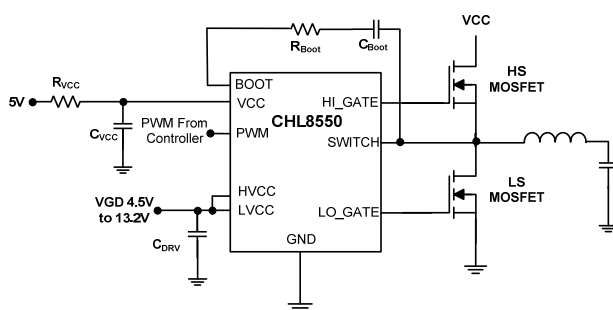 VCC
R_Boot
C_Boot
HS
MOSFET
R_VCC
5V
C_VCC
PWM From
Controller
BOOT
VCC
CHL8550
HI_GATE
PWM
SWITCH
VGD 4.5V
to 13.2V
HVCC
LVCC
LO_GATE
LS
MOSFET
C_DRV
GND